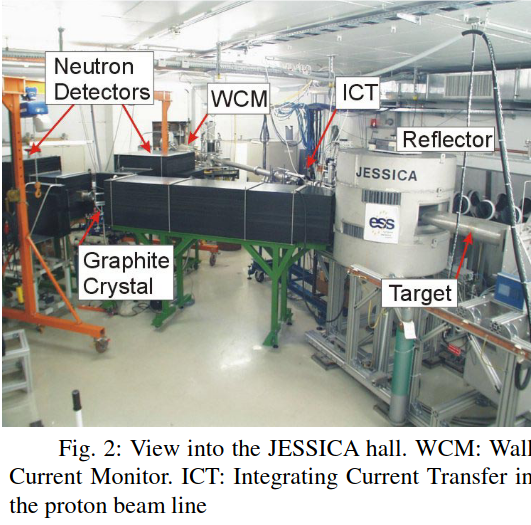 Neutron
Detectors
WCM
ICT
Reflector
JESSICA
ess
Graphite
Crystal
Target
Fig. 2: View into the JESSICA hall. WCM: Wall
Current Monitor. ICT: Integrating Current Transfer in
the proton beam line